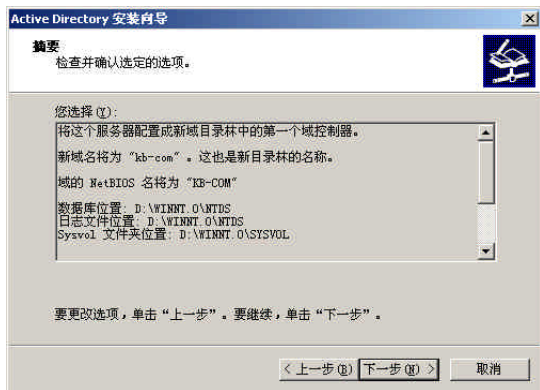 Active Directory 安装向导
摘要
检查并确认选定的选项。
您选择(Y):
将这个服务器配置成新域目录林中的第一个域控制器。
新域名将为 "kb-com" 。这也是新目录林的名称。
域的 NetBIOS 名将为 "KB-COM"
数据库位置: D:\WINNT.0\NTDS
日志文件位置: D:\WINNT.0\NTDS
Sysvol 文件夹位置: D:\WINNT.0\SYSVOL
要更改选项，单击“上一步”。要继续，单击“下一步”。
< 上一步(B) 下一步(N) > 取消